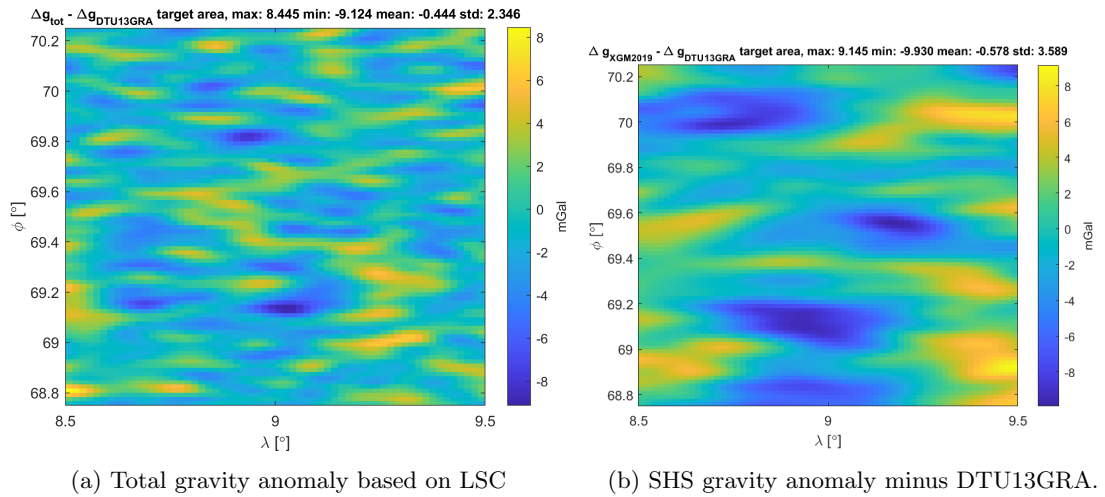 Δg_tot - Δg_DTU13GRA target area, max: 8.445 min: -9.124 mean: -0.444 std: 2.346
70.2
70
69.8
69.6
69.4
69.2
69
68.8
ϕ [°]
8.5 9 9.5
λ [°]
8
6
4
2
0
-2
-4
-6
-8
mGal
(a) Total gravity anomaly based on LSC
Δ g_XGM2019 - Δ g_DTU13GRA target area, max: 9.145 min: -9.930 mean: -0.578 std: 3.589
70.2
70
69.8
69.6
69.4
69.2
69
68.8
ϕ [°]
8.5 9 9.5
λ [°]
8
6
4
2
0
-2
-4
-6
-8
mGal
(b) SHS gravity anomaly minus DTU13GRA.